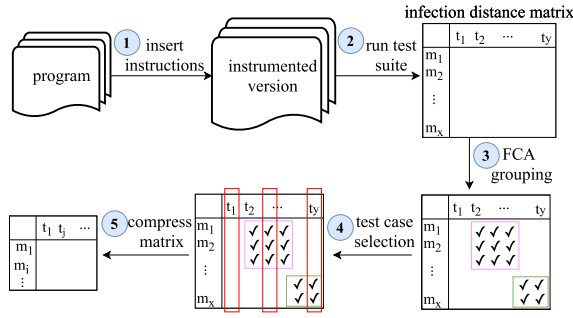 infection distance matrix
1 insert instructions
2 run test suite
program
instrumented version
t1 t2 ... ty
m1
m2
⋮
mx
3 FCA grouping
t1 t2 ... ty
m1
m2
⋮
mx
✓ ✓ ✓
✓ ✓ ✓
✓ ✓ ✓
✓ ✓
✓ ✓
4 test case selection
t1 t2 ... ty
m1
m2
⋮
mx
✓ ✓ ✓
✓ ✓ ✓
✓ ✓ ✓
✓ ✓
✓ ✓
5 compress matrix
t1 tj ...
m1
mi
⋮